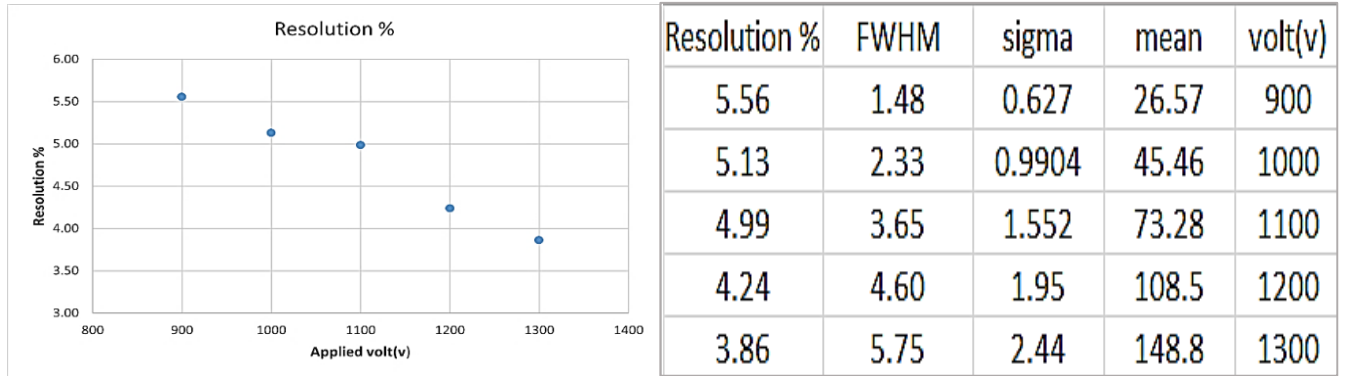 Resolution %
6.00
5.50
5.00
4.50
4.00
3.50
3.00
800 900 1000 1100 1200 1300 1400
Resolution %
Applied volt(v)
Resolution % FWHM sigma mean volt(v)
5.56 1.48 0.627 26.57 900
5.13 2.33 0.9904 45.46 1000
4.99 3.65 1.552 73.28 1100
4.24 4.60 1.95 108.5 1200
3.86 5.75 2.44 148.8 1300